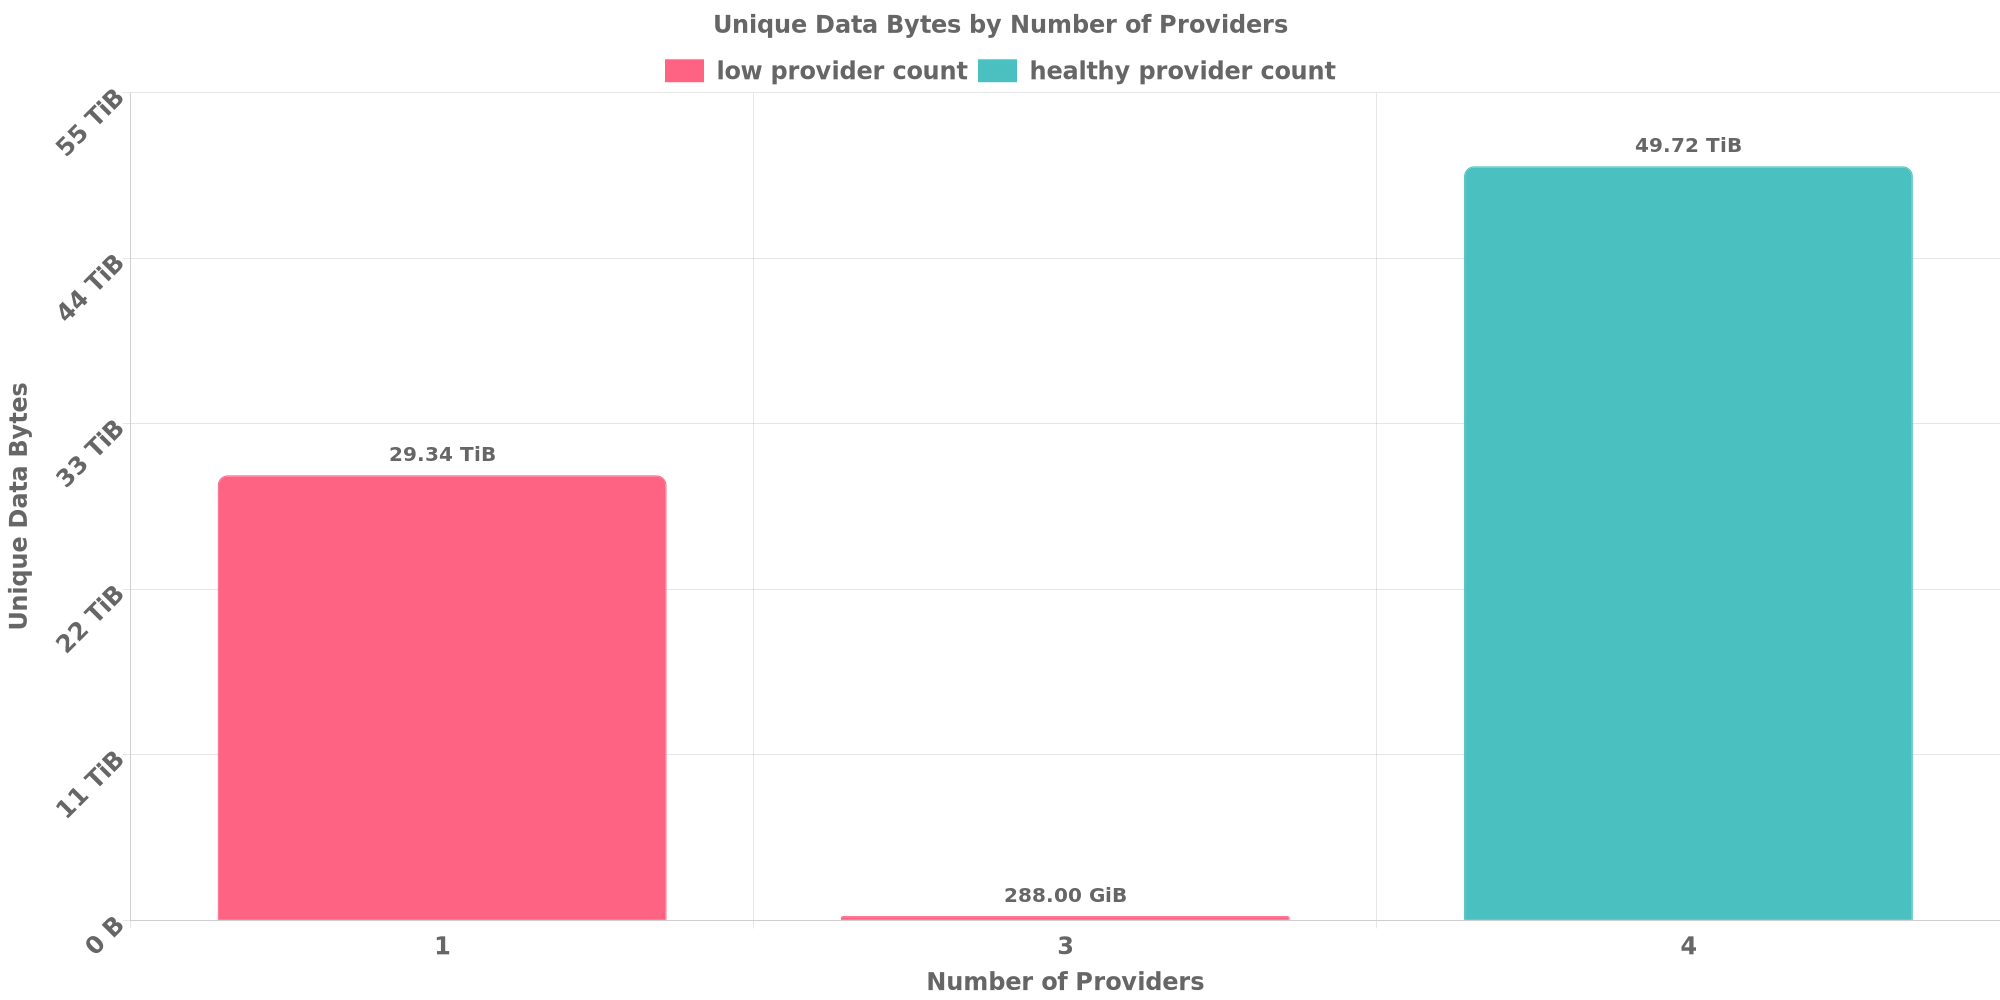 Unique Data Bytes by Number of Providers
low provider count healthy provider count
55 TiB
44 TiB
33 TiB
22 TiB
11 TiB
0 B
Unique Data Bytes
29.34 TiB
288.00 GiB
49.72 TiB
1 3 4
Number of Providers